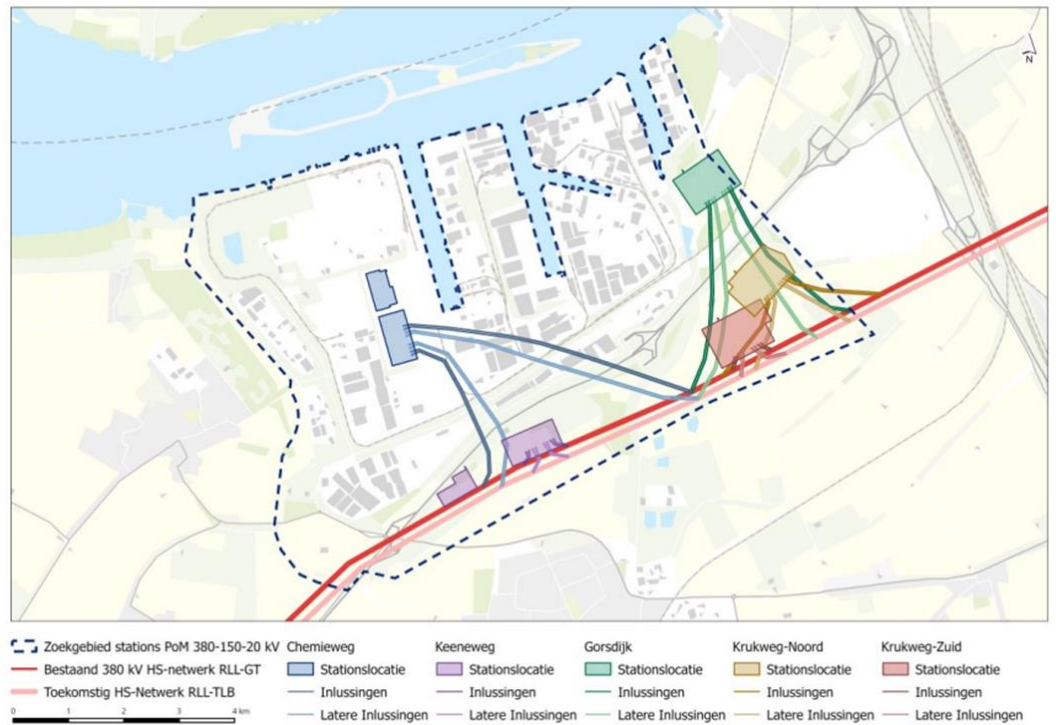 N
Zoekgebied stations PoM 380-150-20 kV
Bestaand 380 kV HS-netwerk RLL-GT
Toekomstig HS-Netwerk RLL-TLB
0 1 2 3 4 km
Chemieweg
Stationslocatie
Inlussingen
Latere Inlussingen
Keeneweg
Stationslocatie
Inlussingen
Latere Inlussingen
Gorsdijk
Stationslocatie
Inlussingen
Latere Inlussingen
Krukweg-Noord
Stationslocatie
Inlussingen
Latere Inlussingen
Krukweg-Zuid
Stationslocatie
Inlussingen
Latere Inlussingen